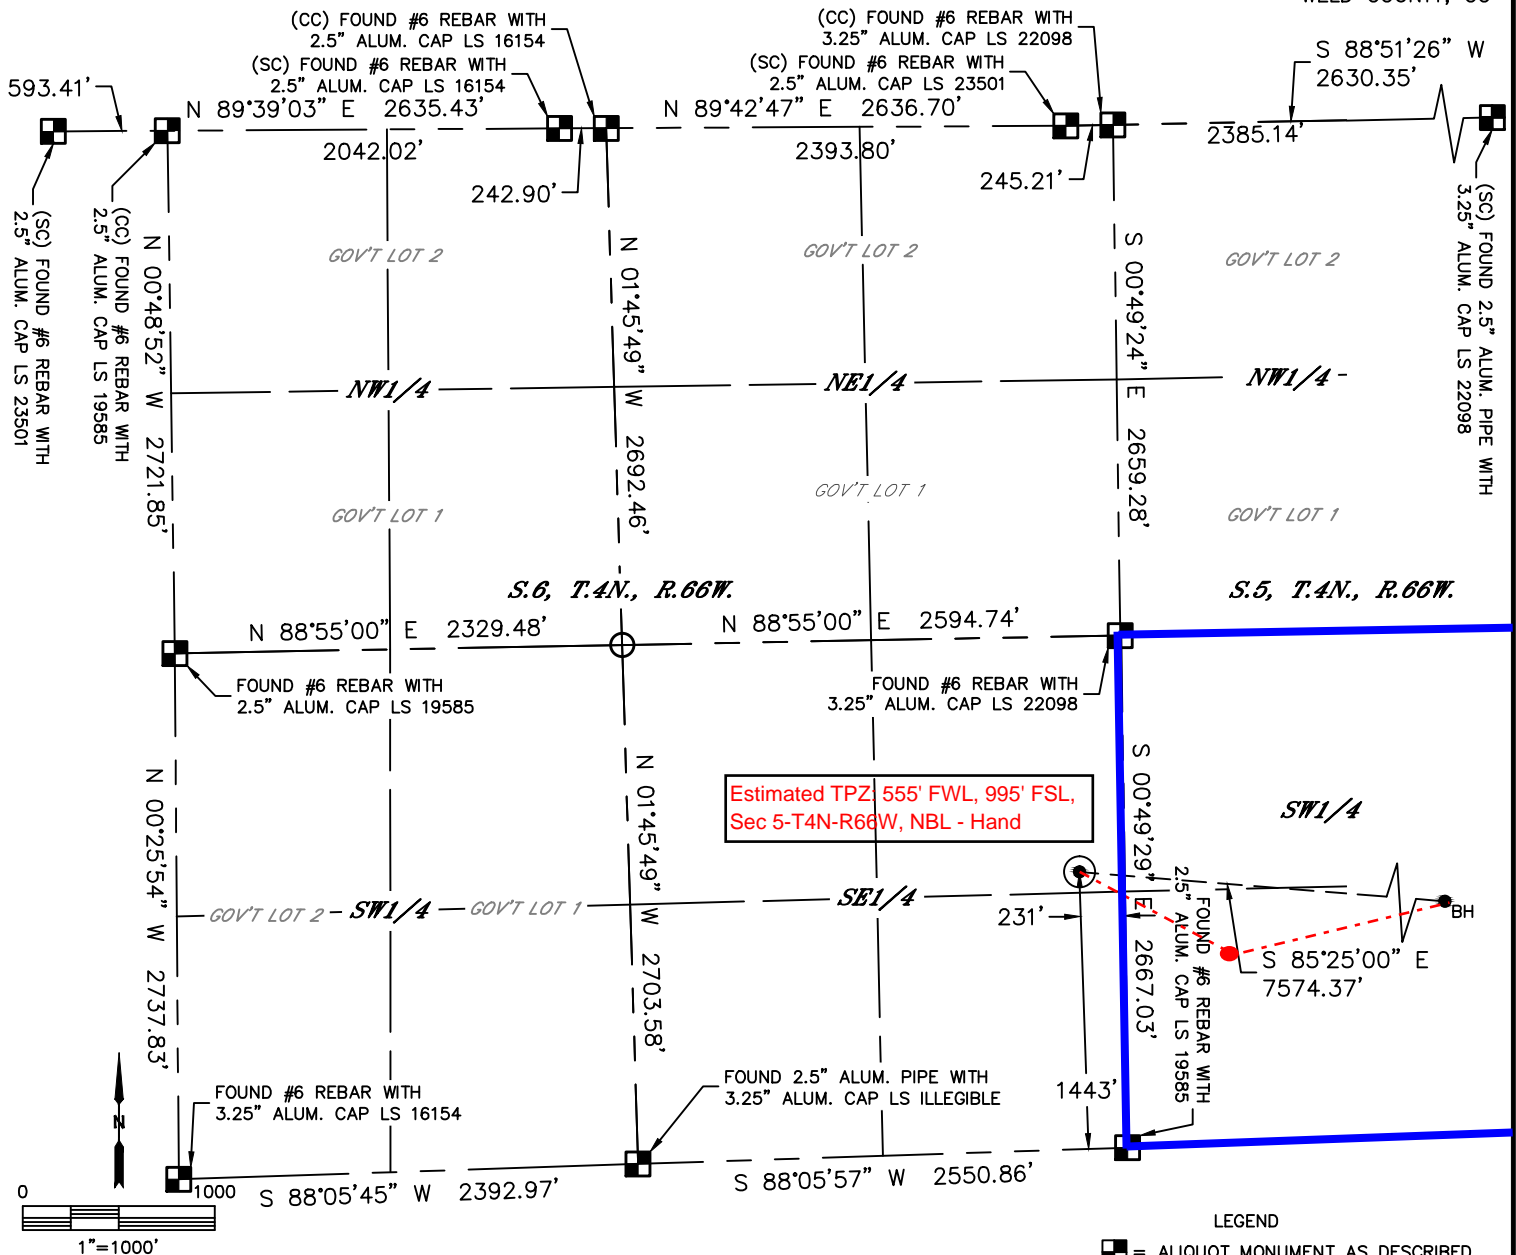 (CC) FOUND #6 REBAR WITH
2.5" ALUM. CAP LS 16154
(SC) FOUND #6 REBAR WITH
2.5" ALUM. CAP LS 16154
(CC) FOUND #6 REBAR WITH
3.25" ALUM. CAP LS 22098
(SC) FOUND #6 REBAR WITH
2.5" ALUM. CAP LS 23501
S 88°51'26" W
2630.35'
593.41'
N 89°39'03" E 2635.43'
N 89°42'47" E 2636.70'
2042.02'
242.90'
2393.80'
245.21'
2385.14'
(SC) FOUND #6 REBAR WITH
2.5" ALUM. CAP LS 23501
(CC) FOUND #6 REBAR WITH
2.5" ALUM. CAP LS 19585
N 00°48'52" W 2721.85'
GOV'T LOT 2
N 01°45'49" W 2692.46'
GOV'T LOT 2
S 00°49'24" E 2659.28'
GOV'T LOT 2
(SC) FOUND 2.5" ALUM. PIPE WITH
3.25" ALUM. CAP LS 22098
NW1/4
NE1/4
NW1/4
GOV'T LOT 1
GOV'T LOT 1
GOV'T LOT 1
S.6, T.4N., R.66W.
S.5, T.4N., R.66W.
N 88°55'00" E 2329.48'
N 88°55'00" E 2594.74'
FOUND #6 REBAR WITH
2.5" ALUM. CAP LS 19585
FOUND #6 REBAR WITH
3.25" ALUM. CAP LS 22098
N 00°25'54" W 2737.83'
N 01°45'49" W 2703.58'
Estimated TPZ: 555' FWL, 995' FSL,
Sec 5-T4N-R66W, NBL - Hand
S 00°49'29" E 2667.03'
SW1/4
GOV'T LOT 2
SW1/4
GOV'T LOT 1
SE1/4
231'
FOUND #6 REBAR WITH
2.5" ALUM. CAP LS 19585
BH
S 85°25'00" E
7574.37'
1443'
FOUND #6 REBAR WITH
3.25" ALUM. CAP LS 16154
FOUND 2.5" ALUM. PIPE WITH
3.25" ALUM. CAP LS ILLEGIBLE
N
S 88°05'45" W 2392.97'
S 88°05'57" W 2550.86'
0 1000
1"=1000'
LEGEND
= ALIQUOT MONUMENT AS DESCRIBED